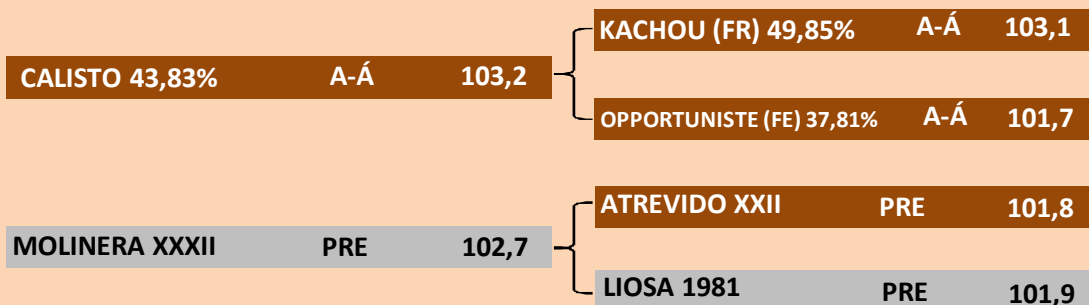 KACHOU (FR) 49,85% A-Á 103,1
CALISTO 43,83% A-Á 103,2
OPPORTUNISTE (FE) 37,81% A-Á 101,7
ATREVIDO XXII PRE 101,8
MOLINERA XXXII PRE 102,7
LIOSA 1981 PRE 101,9